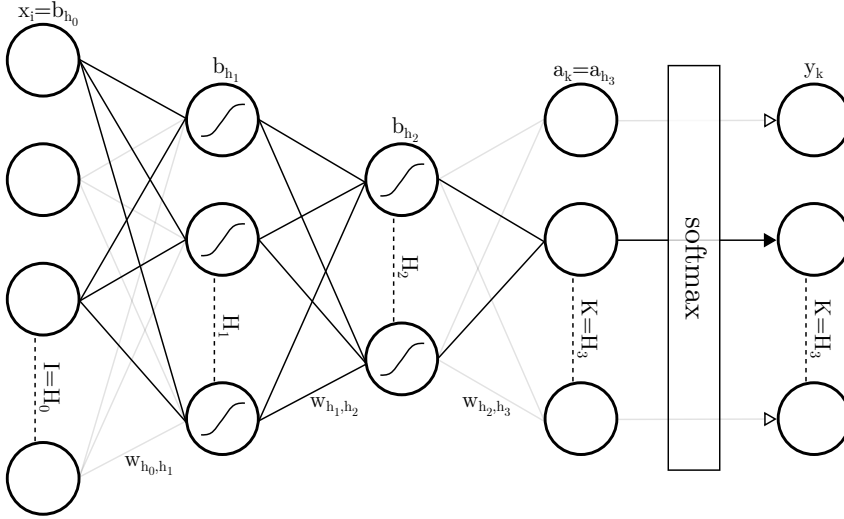 x_i=b_{h_0}
b_{h_1}
b_{h_2}
a_k=a_{h_3}
y_k
I=H_0
H_1
H_2
K=H_3
softmax
K=H_3
w_{h_0,h_1}
w_{h_1,h_2}
w_{h_2,h_3}